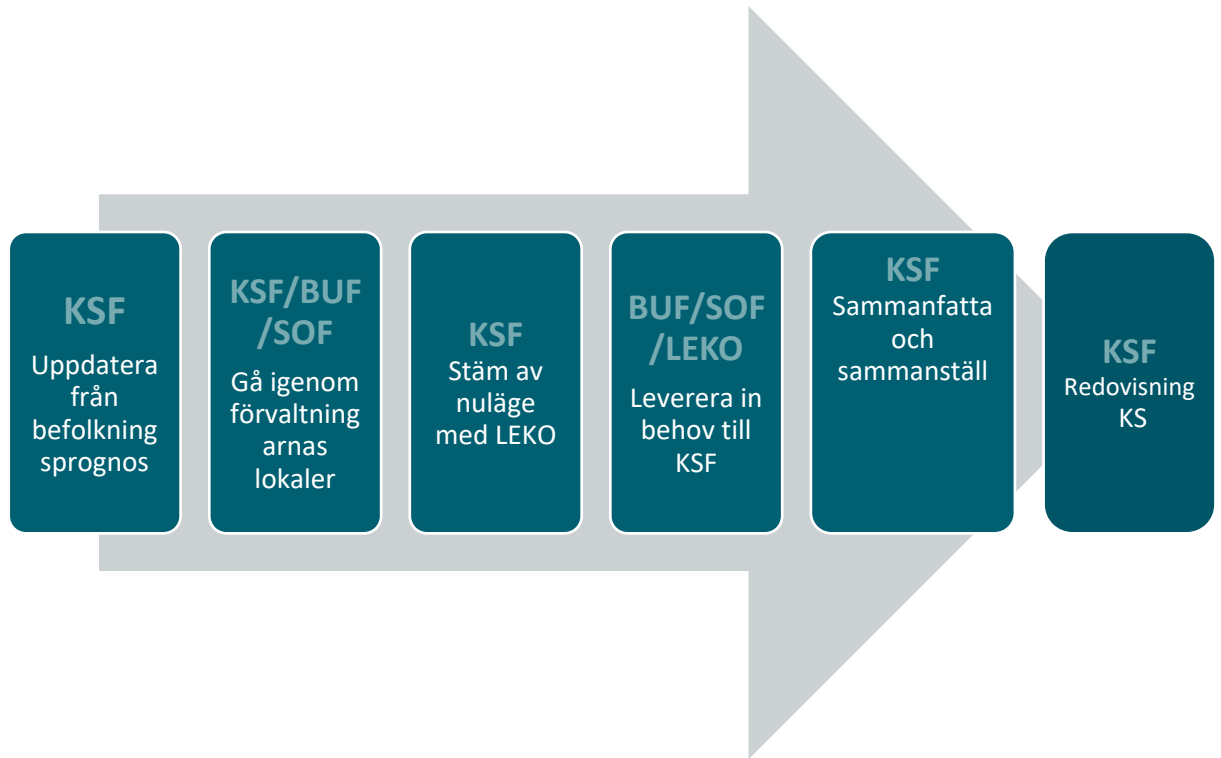 KSF
Uppdatera
från
befolkning
sprognos
KSF/BUF
/SOF
Gå igenom
förvaltning
arnas
lokaler
KSF
Stäm av
nuläge
med LEKO
BUF/SOF
/LEKO
Leverera in
behov till
KSF
KSF
Sammanfatta
och
sammanställ
KSF
Redovisning
KS